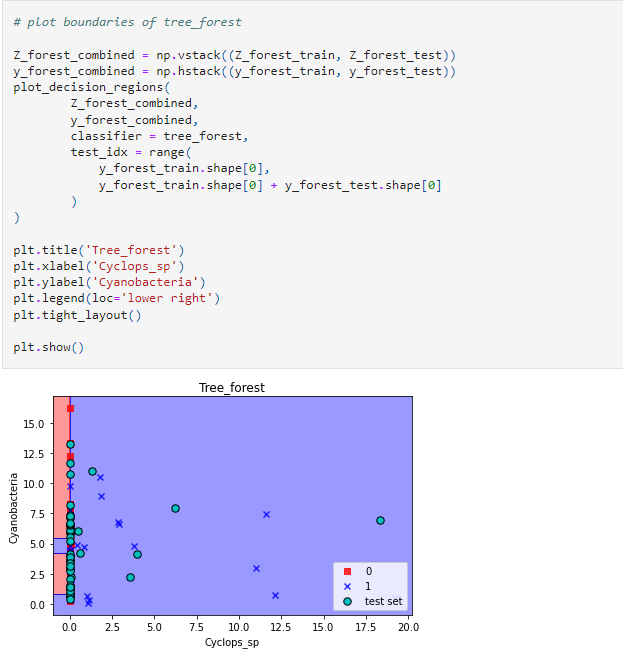 # plot boundaries of tree_forest
Z_forest_combined = np.vstack((Z_forest_train, Z_forest_test))
y_forest_combined = np.hstack((y_forest_train, y_forest_test))
plot_decision_regions(
Z_forest_combined,
y_forest_combined,
classifier = tree_forest,
test_idx = range(
y_forest_train.shape[0],
y_forest_train.shape[0] + y_forest_test.shape[0]
)
)
plt.title('Tree_forest')
plt.xlabel('Cyclops_sp')
plt.ylabel('Cyanobacteria')
plt.legend(loc='lower right')
plt.tight_layout()
plt.show()
Tree_forest
15.0
12.5
10.0
7.5
5.0
2.5
0.0
Cyanobacteria
0
1
test set
0.0 2.5 5.0 7.5 10.0 12.5 15.0 17.5 20.0
Cyclops_sp